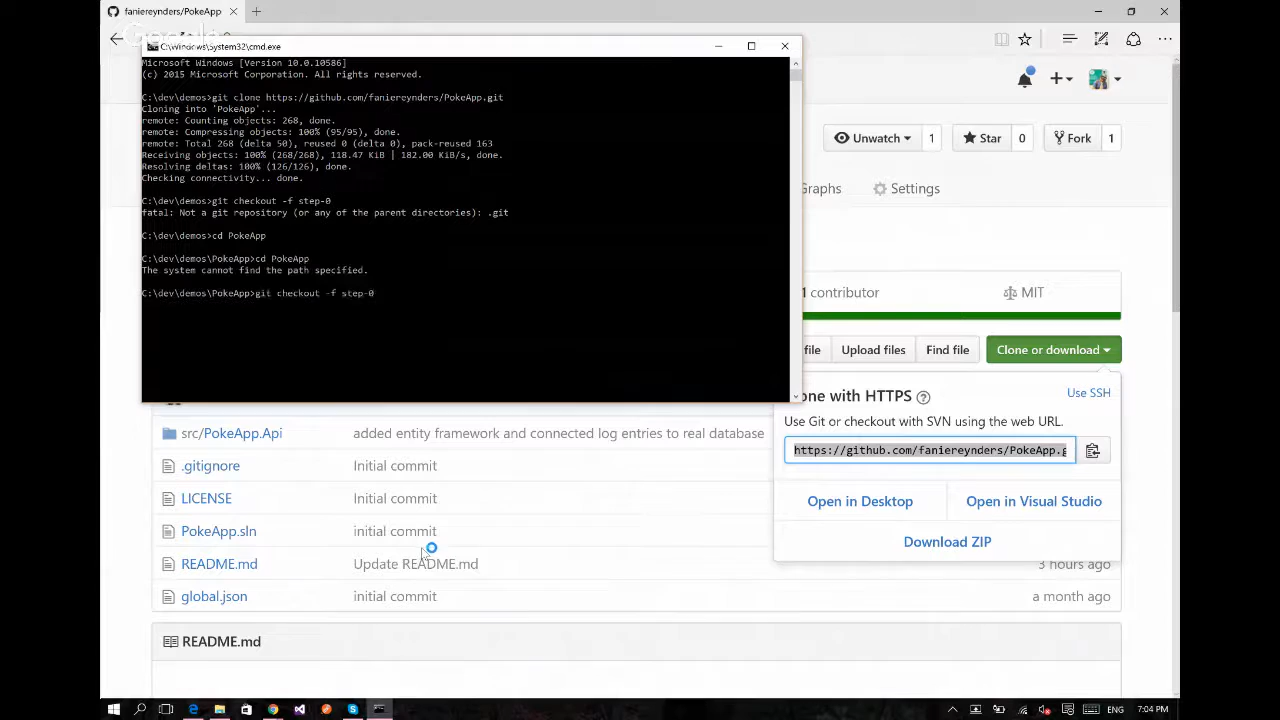 faniereynders/PokeApp
C:\Windows\System32\cmd.exe
Microsoft Windows [Version 10.0.10586]
(c) 2015 Microsoft Corporation. All rights reserved.
C:\dev\demos>git clone https://github.com/faniereynders/PokeApp.git
Cloning into 'PokeApp'...
remote: Counting objects: 268, done.
remote: Compressing objects: 100% (95/95), done.
remote: Total 268 (delta 50), reused 0 (delta 0), pack-reused 163
Receiving objects: 100% (268/268), 118.47 KiB | 182.00 KiB/s, done.
Resolving deltas: 100% (126/126), done.
Checking connectivity... done.
C:\dev\demos>git checkout -f step-0
fatal: Not a git repository (or any of the parent directories): .git
C:\dev\demos>cd PokeApp
C:\dev\demos\PokeApp>cd PokeApp
The system cannot find the path specified.
C:\dev\demos\PokeApp>git checkout -f step-0
Unwatch 1 Star 0 Fork 1
Graphs Settings
1 contributor MIT
file Upload files Find file Clone or download
one with HTTPS Use SSH
Use Git or checkout with SVN using the web URL.
https://github.com/faniereynders/PokeApp.g
Open in Desktop Open in Visual Studio
Download ZIP
src/PokeApp.Api added entity framework and connected log entries to real database
.gitignore Initial commit
LICENSE Initial commit
PokeApp.sln initial commit
README.md Update README.md 3 hours ago
global.json initial commit a month ago
README.md
ENG 7:04 PM